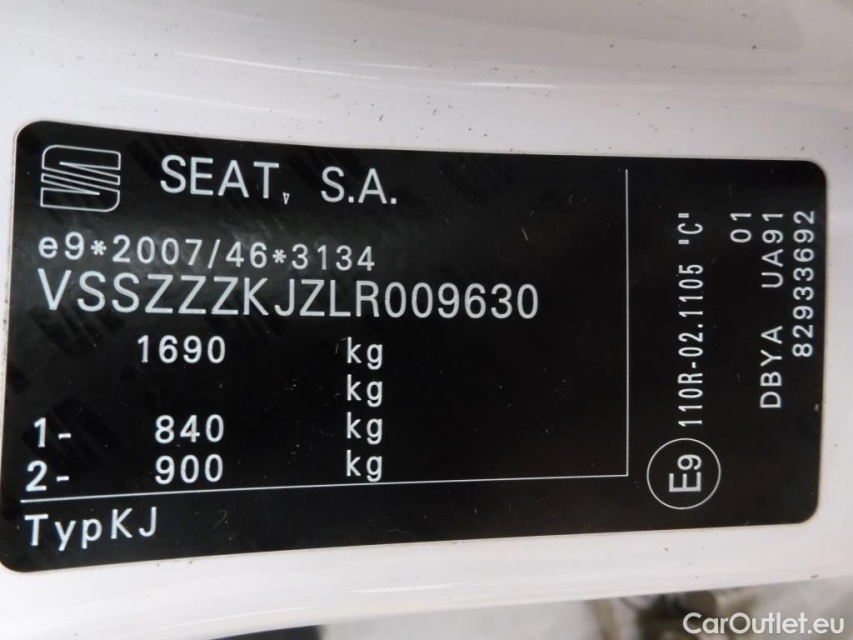 SEAT, S.A.
e9*2007/46*3134
VSSZZZKJZLR009630
1690 kg
kg
1- 840 kg
2- 900 kg
TypKJ
E9 110R-02.1105 "C"
01
DBYA UA91
82933692
CarOutlet.eu